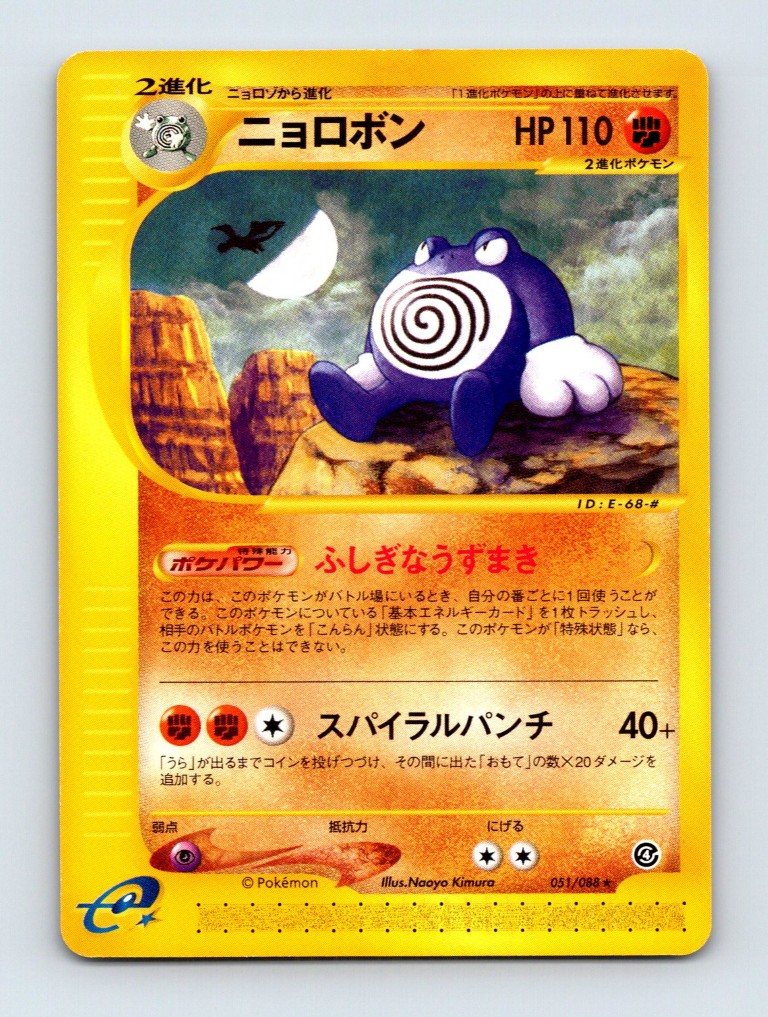 2進化 ニョロゾから進化 「1進化ポケモン」の上に重ねて進化させます。
ニョロボン HP 110
2進化ポケモン
ID:E-68-#
特殊能力
ポケパワー ふしぎなうずまき
この力は、このポケモンがバトル場にいるとき、自分の番ごとに1回使うことが
できる。このポケモンについている「基本エネルギーカード」を1枚トラッシュし、
相手のバトルポケモンを「こんらん」状態にする。このポケモンが「特殊状態」なら、
この力を使うことはできない。
スパイラルパンチ 40+
「うら」が出るまでコインを投げつづけ、その間に出た「おもて」の数×20ダメージを
追加する。
弱点 抵抗力 にげる
©Pokémon Illus.Naoyo Kimura 051/088★
e